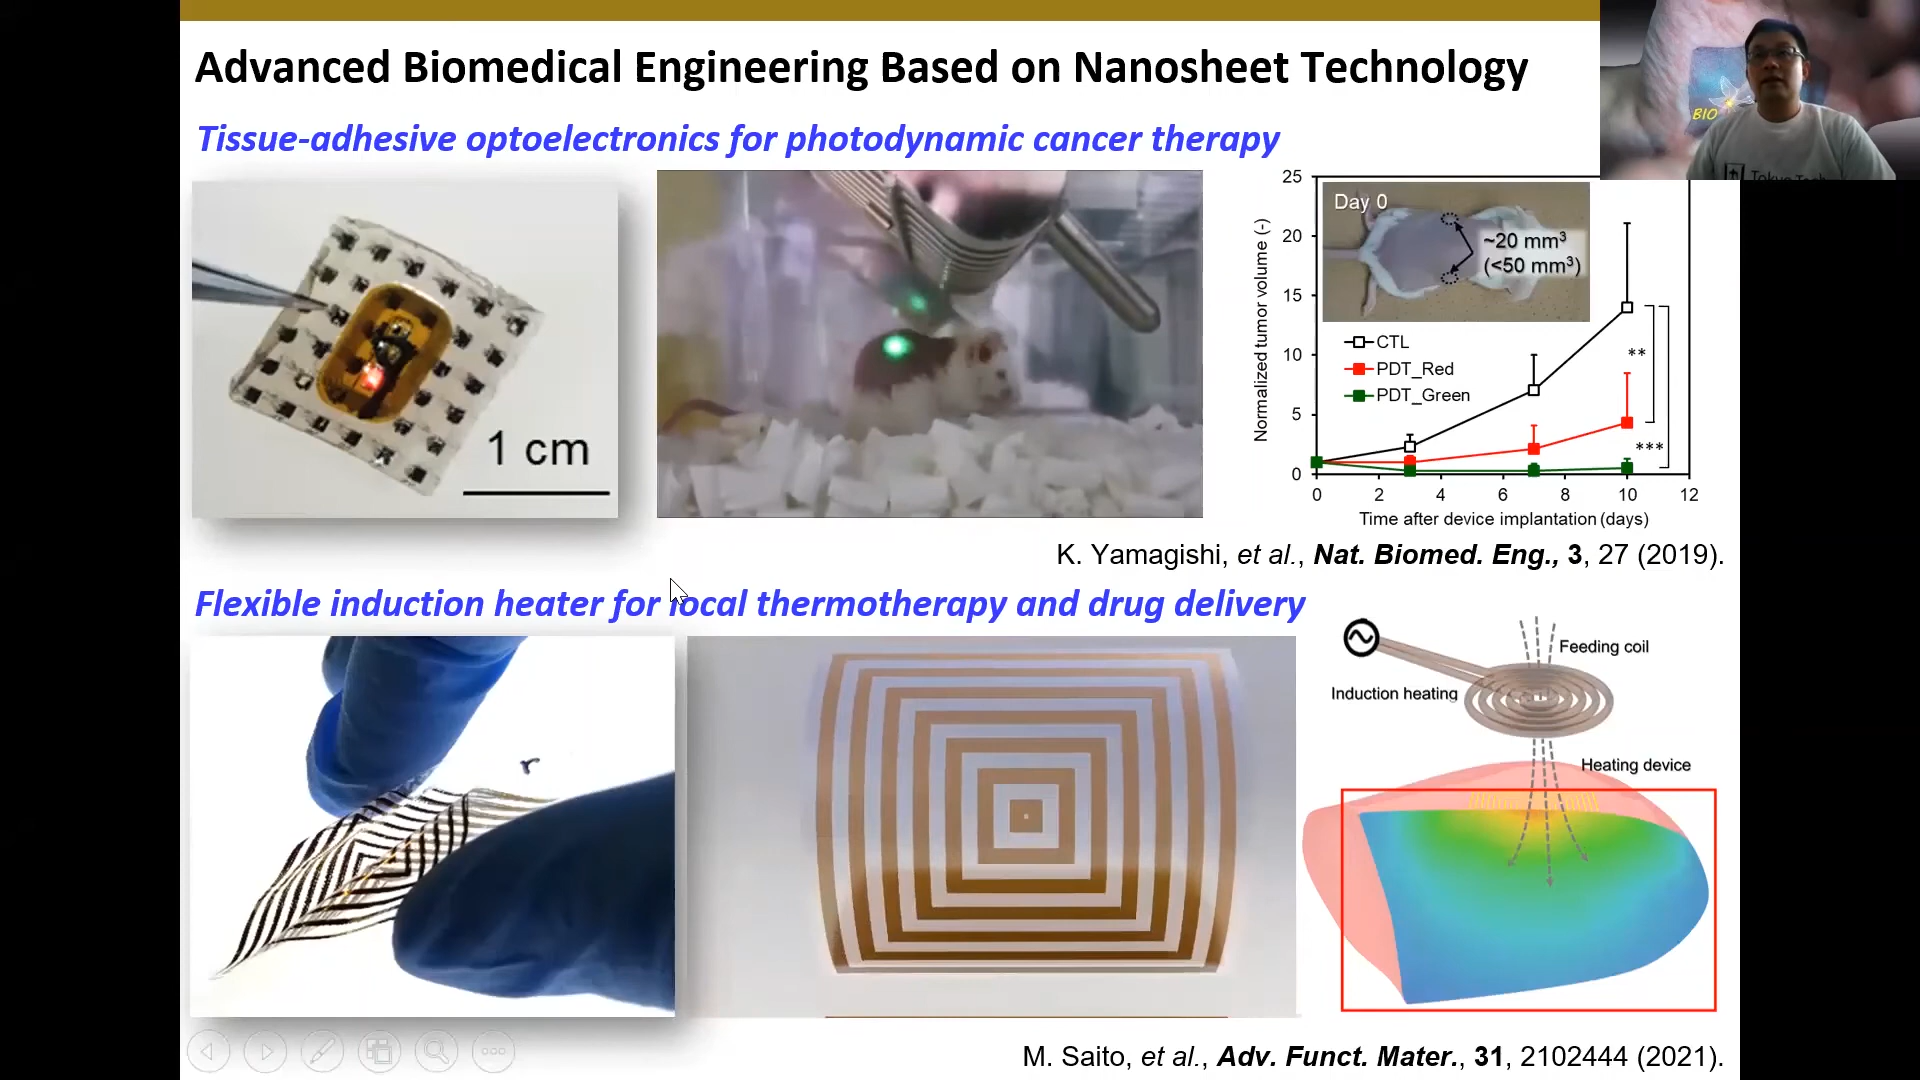 Advanced Biomedical Engineering Based on Nanosheet Technology
BIO
Tissue-adhesive optoelectronics for photodynamic cancer therapy
1 cm
Normalized tumor volume (-)
25
20
15
10
5
0
Day 0
~20 mm³
(<50 mm³)
CTL
PDT_Red
PDT_Green
**
***
0 2 4 6 8 10 12
Time after device implantation (days)
K. Yamagishi, et al., Nat. Biomed. Eng., 3, 27 (2019).
Flexible induction heater for local thermotherapy and drug delivery
Feeding coil
Induction heating
Heating device
M. Saito, et al., Adv. Funct. Mater., 31, 2102444 (2021).